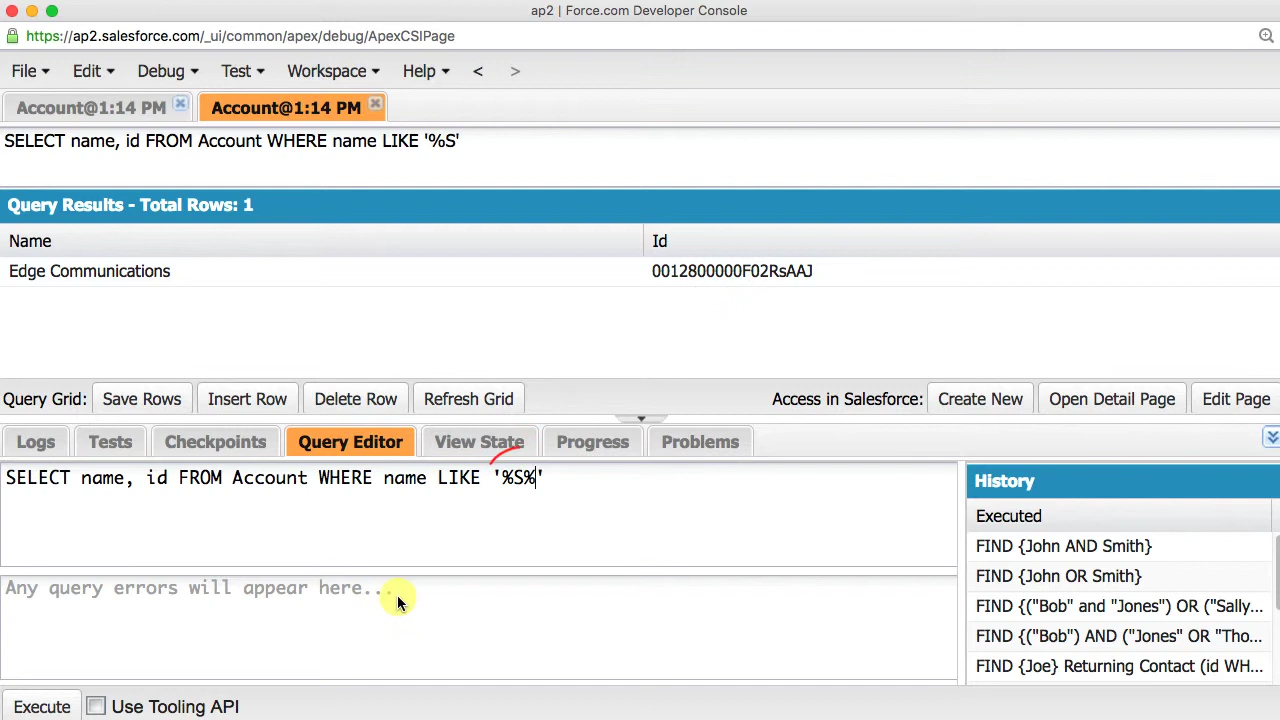 ap2 | Force.com Developer Console
https://ap2.salesforce.com/_ui/common/apex/debug/ApexCSIPage
File Edit Debug Test Workspace Help < >
Account@1:14 PM Account@1:14 PM
SELECT name, id FROM Account WHERE name LIKE '%S'
Query Results - Total Rows: 1
Name Id
Edge Communications 0012800000F02RsAAJ
Query Grid: Save Rows Insert Row Delete Row Refresh Grid Access in Salesforce: Create New Open Detail Page Edit Page
Logs Tests Checkpoints Query Editor View State Progress Problems
SELECT name, id FROM Account WHERE name LIKE '%S%'
History
Executed
FIND {John AND Smith}
FIND {John OR Smith}
FIND {("Bob" and "Jones") OR ("Sally...
FIND {("Bob") AND ("Jones" OR "Tho...
FIND {Joe} Returning Contact (id WH...
Any query errors will appear here...
Execute Use Tooling API